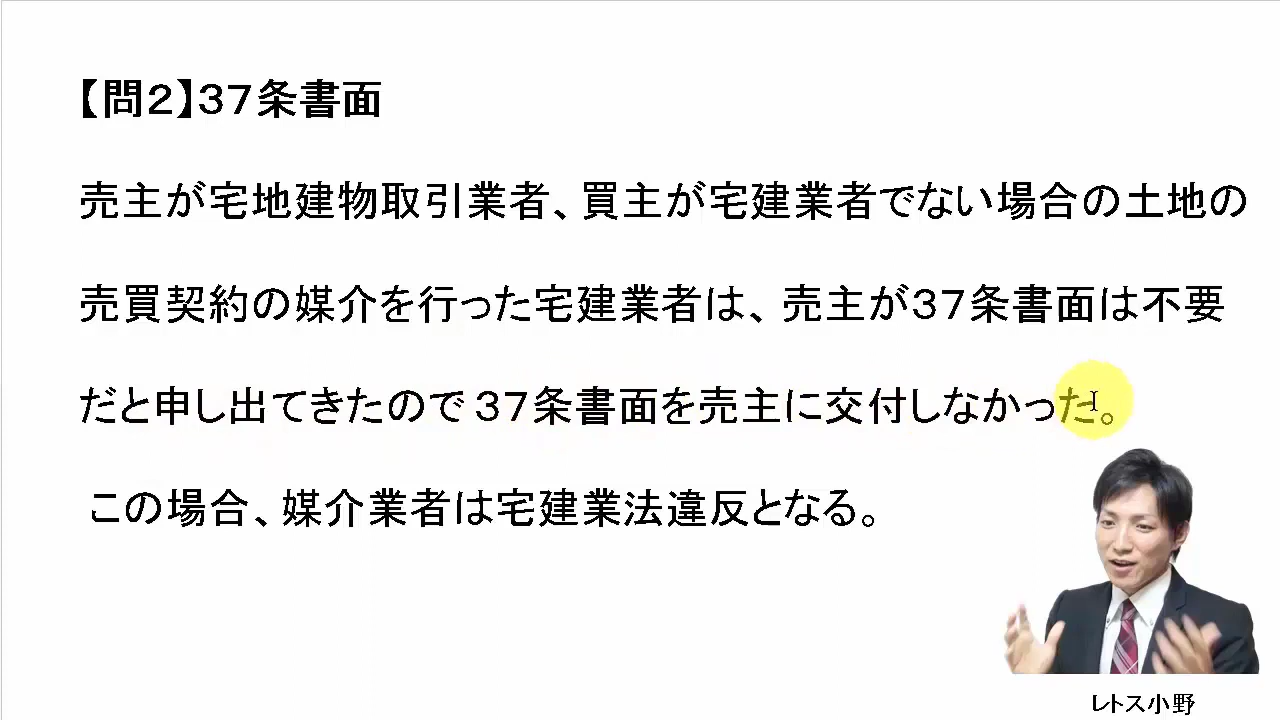 【問２】３７条書面
売主が宅地建物取引業者、買主が宅建業者でない場合の土地の
売買契約の媒介を行った宅建業者は、売主が３７条書面は不要
だと申し出てきたので３７条書面を売主に交付しなかった。
この場合、媒介業者は宅建業法違反となる。
レトス小野